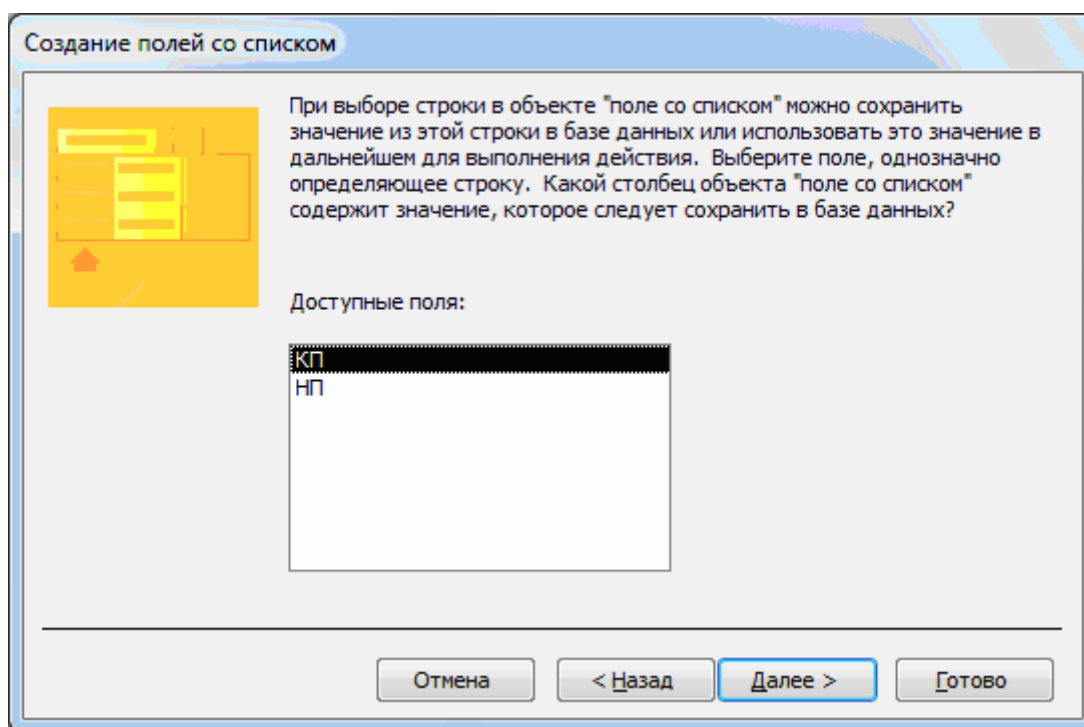 Создание полей со списком
При выборе строки в объекте "поле со списком" можно сохранить
значение из этой строки в базе данных или использовать это значение в
дальнейшем для выполнения действия.  Выберите поле, однозначно
определяющее строку.  Какой столбец объекта "поле со списком"
содержит значение, которое следует сохранить в базе данных?
Доступные поля:
КП
НП
Отмена
< Назад
Далее >
Готово